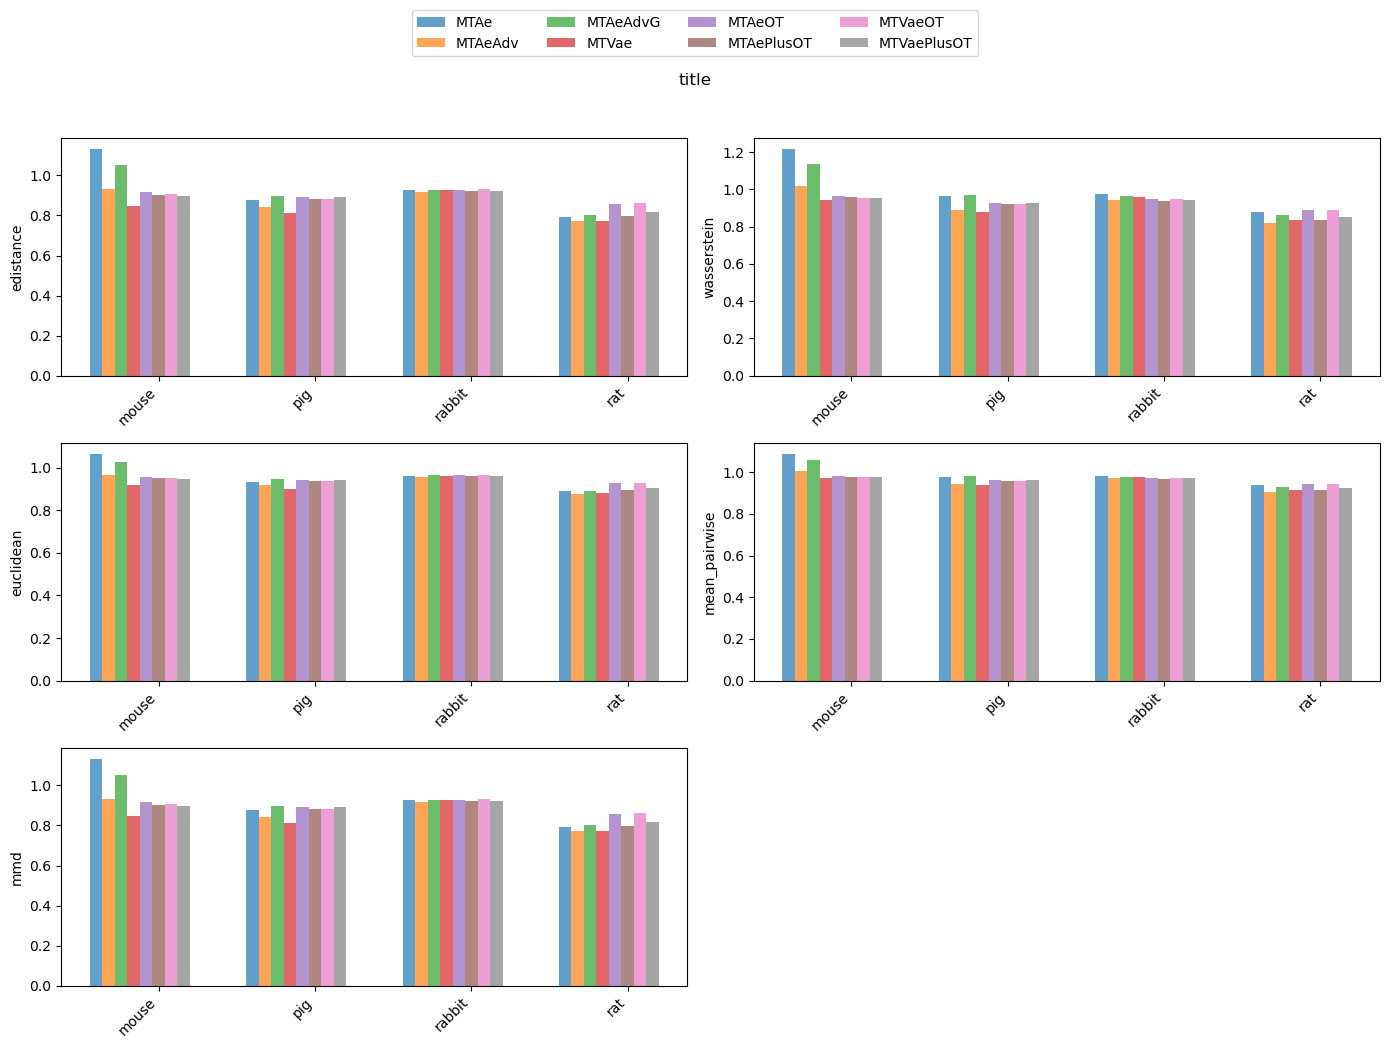 MTAe MTAeAdvG MTAeOT MTVaeOT
MTAeAdv MTVae MTAePlusOT MTVaePlusOT
title
edistance
1.0
0.8
0.6
0.4
0.2
0.0
mouse pig rabbit rat
wasserstein
1.2
1.0
0.8
0.6
0.4
0.2
0.0
mouse pig rabbit rat
euclidean
1.0
0.8
0.6
0.4
0.2
0.0
mouse pig rabbit rat
mean_pairwise
1.0
0.8
0.6
0.4
0.2
0.0
mouse pig rabbit rat
mmd
1.0
0.8
0.6
0.4
0.2
0.0
mouse pig rabbit rat